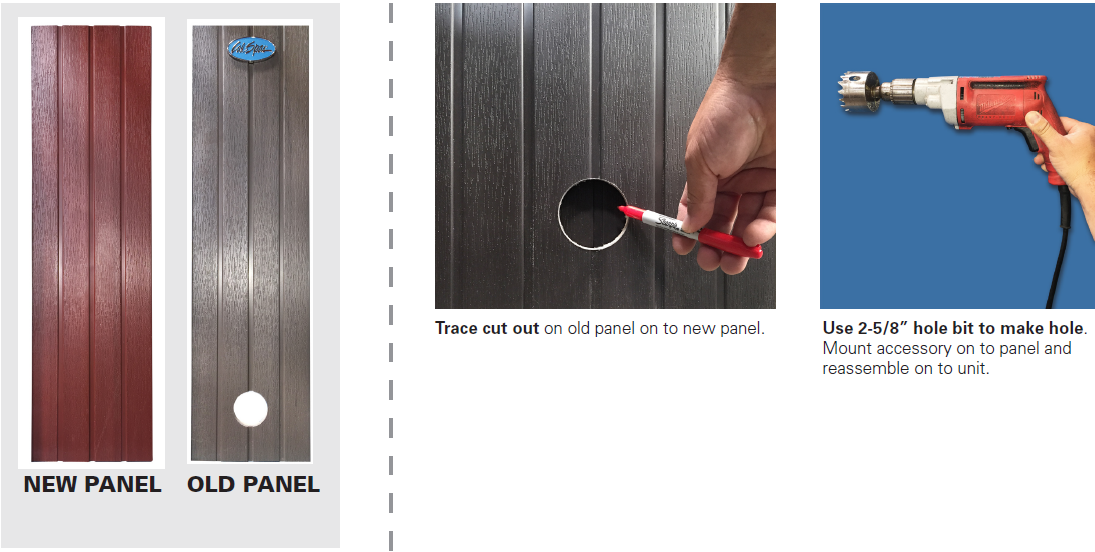 Cal Spas
NEW PANEL
OLD PANEL
Sharpie
Trace cut out on old panel on to new panel.
Use 2-5/8” hole bit to make hole.
Mount accessory on to panel and
reassemble on to unit.